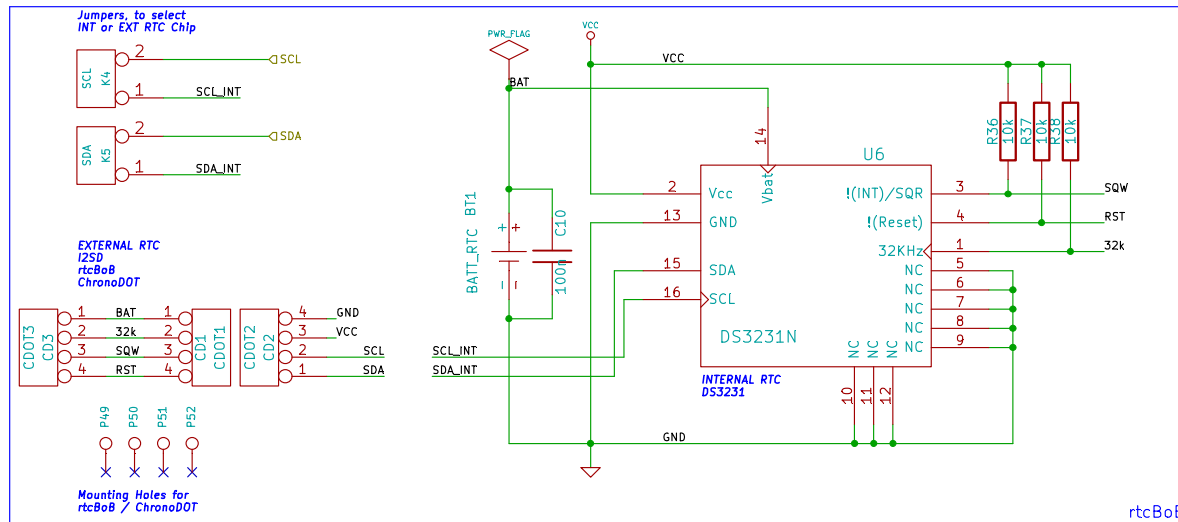 Jumpers, to select
INT or EXT RTC Chip
SCL
K4
2
SCL
1
SCL_INT
SDA
K5
2
SDA
1
SDA_INT
EXTERNAL RTC
I2SD
rtcBoB
ChronoDOT
CDOT3
CD3
1
BAT
1
2
32k
2
3
SQW
3
4
RST
4
CD1
CDOT1
CDOT2
CD2
4
GND
3
VCC
2
SCL
1
SDA
P49
P50
P51
P52
Mounting Holes for
rtcBoB / ChronoDOT
PWR_FLAG
BAT
VCC
VCC
BATT_RTC BT1
C10
100n
14
Vbat
U6
2
Vcc
13
GND
15
SDA
16
SCL
DS3231N
!(INT)/SQR
3
SQW
!(Reset)
4
RST
32KHz
1
32k
NC
5
NC
6
NC
7
NC
8
NC
9
NC
NC
NC
10
11
12
R36
10k
R37
10k
R38
10k
SCL_INT
SDA_INT
INTERNAL RTC
DS3231
GND
rtcBoB